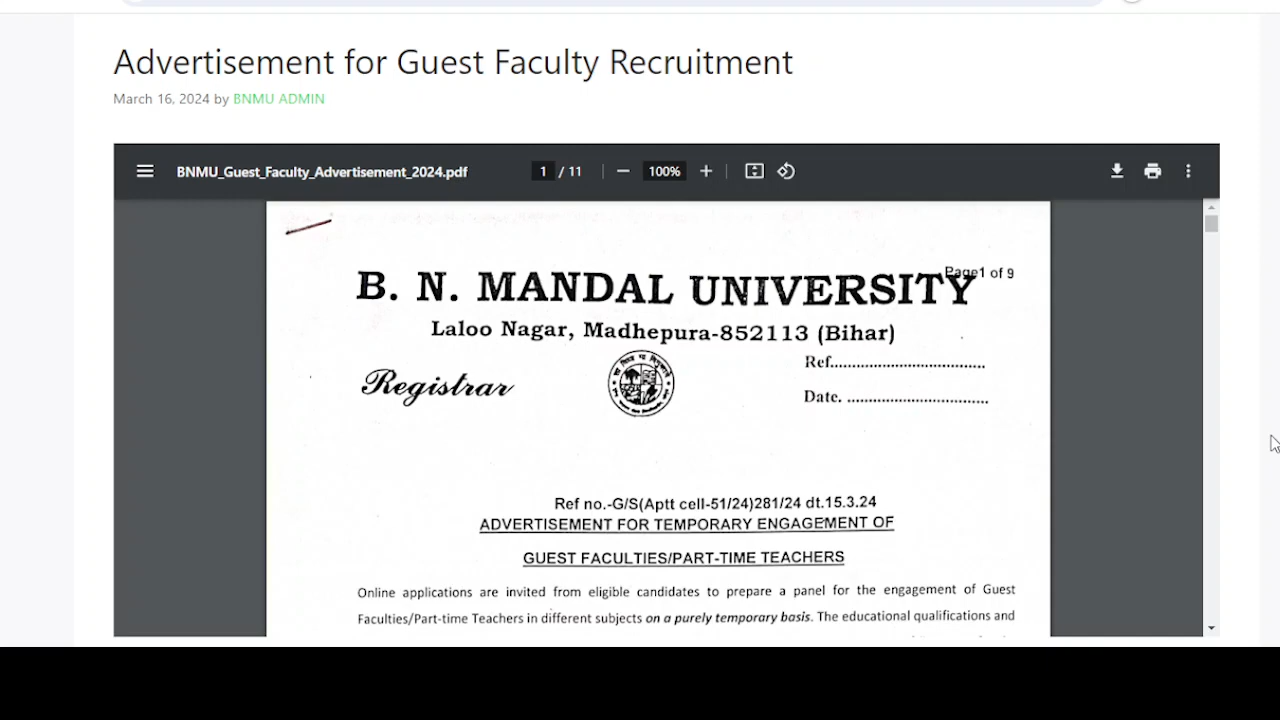 Advertisement for Guest Faculty Recruitment
March 16, 2024 by BNMU ADMIN
BNMU_Guest_Faculty_Advertisement_2024.pdf 1 / 11 100%
Page1 of 9
B. N. MANDAL UNIVERSITY
Laloo Nagar, Madhepura-852113 (Bihar)
Ref...................................
Registrar
Date. ................................
Ref no.-G/S(Aptt cell-51/24)281/24 dt.15.3.24
ADVERTISEMENT FOR TEMPORARY ENGAGEMENT OF
GUEST FACULTIES/PART-TIME TEACHERS
Online applications are invited from eligible candidates to prepare a panel for the engagement of Guest
Faculties/Part-time Teachers in different subjects on a purely temporary basis. The educational qualifications and